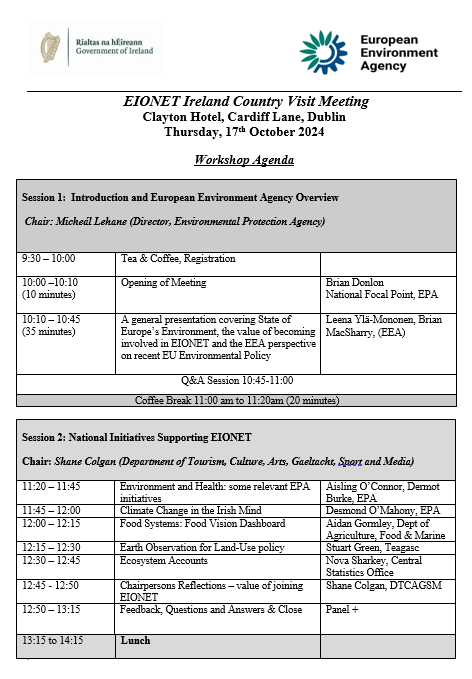 Rialtas na hÉireann
Government of Ireland
European
Environment
Agency
EIONET Ireland Country Visit Meeting
Clayton Hotel, Cardiff Lane, Dublin
Thursday, 17th October 2024
Workshop Agenda
Session 1: Introduction and European Environment Agency Overview
Chair: Micheál Lehane (Director, Environmental Protection Agency)
9:30 – 10:00
Tea & Coffee, Registration
10:00 –10:10
(10 minutes)
Opening of Meeting
Brian Donlon
National Focal Point, EPA
10:10 – 10:45
(35 minutes)
A general presentation covering State of
Europe's Environment, the value of becoming
involved in EIONET and the EEA perspective
on recent EU Environmental Policy
Leena Ylä-Mononen, Brian
MacSharry, (EEA)
Q&A Session 10:45-11:00
Coffee Break 11:00 am to 11:20am (20 minutes)
Session 2: National Initiatives Supporting EIONET
Chair: Shane Colgan (Department of Tourism, Culture, Arts, Gaeltacht, Sport and Media)
11:20 – 11:45
Environment and Health: some relevant EPA
initiatives
Aisling O'Connor, Dermot
Burke, EPA
11:45 – 12:00
Climate Change in the Irish Mind
Desmond O'Mahony, EPA
12:00 – 12:15
Food Systems: Food Vision Dashboard
Aidan Gormley, Dept of
Agriculture, Food & Marine
12:15 – 12:30
Earth Observation for Land-Use policy
Stuart Green, Teagasc
12:30 – 12:45
Ecosystem Accounts
Nova Sharkey, Central
Statistics Office
12:45 - 12:50
Chairpersons Reflections – value of joining
EIONET
Shane Colgan, DTCAGSM
12:50 – 13:15
Feedback, Questions and Answers & Close
Panel +
13:15 to 14:15
Lunch